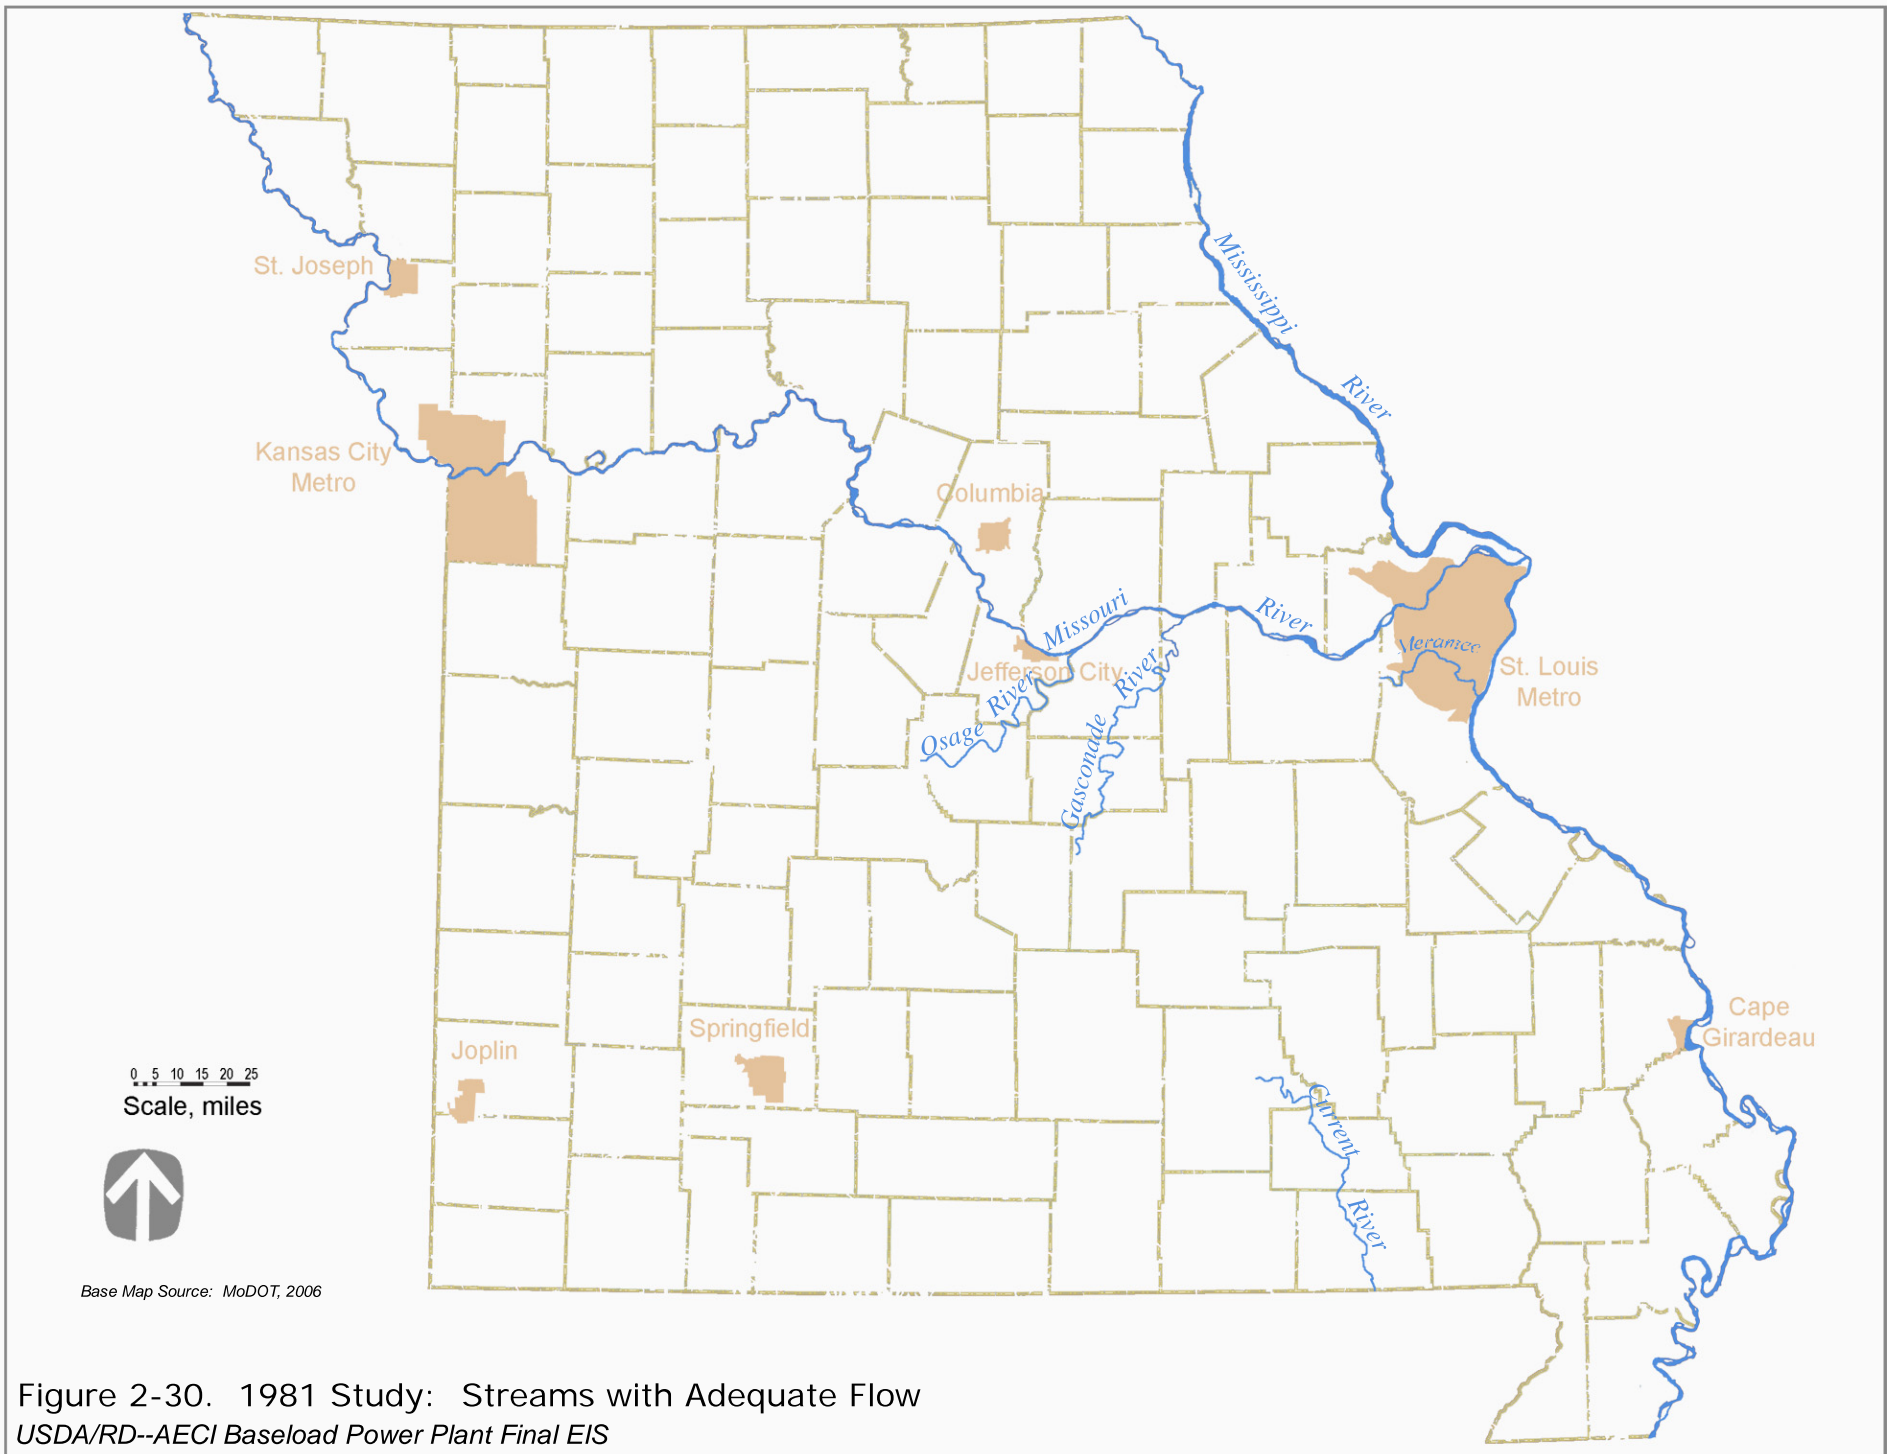 Mississippi
River
St. Joseph
Kansas City
Metro
Columbia
Missouri
River
Jefferson City
Osage River
Gasconade River
Meramec
St. Louis
Metro
Cape
Girardeau
Springfield
Joplin
Current
River
0 5 10 15 20 25
Scale, miles
Base Map Source: MoDOT, 2006
Figure 2-30. 1981 Study: Streams with Adequate Flow
USDA/RD--AECI Baseload Power Plant Final EIS